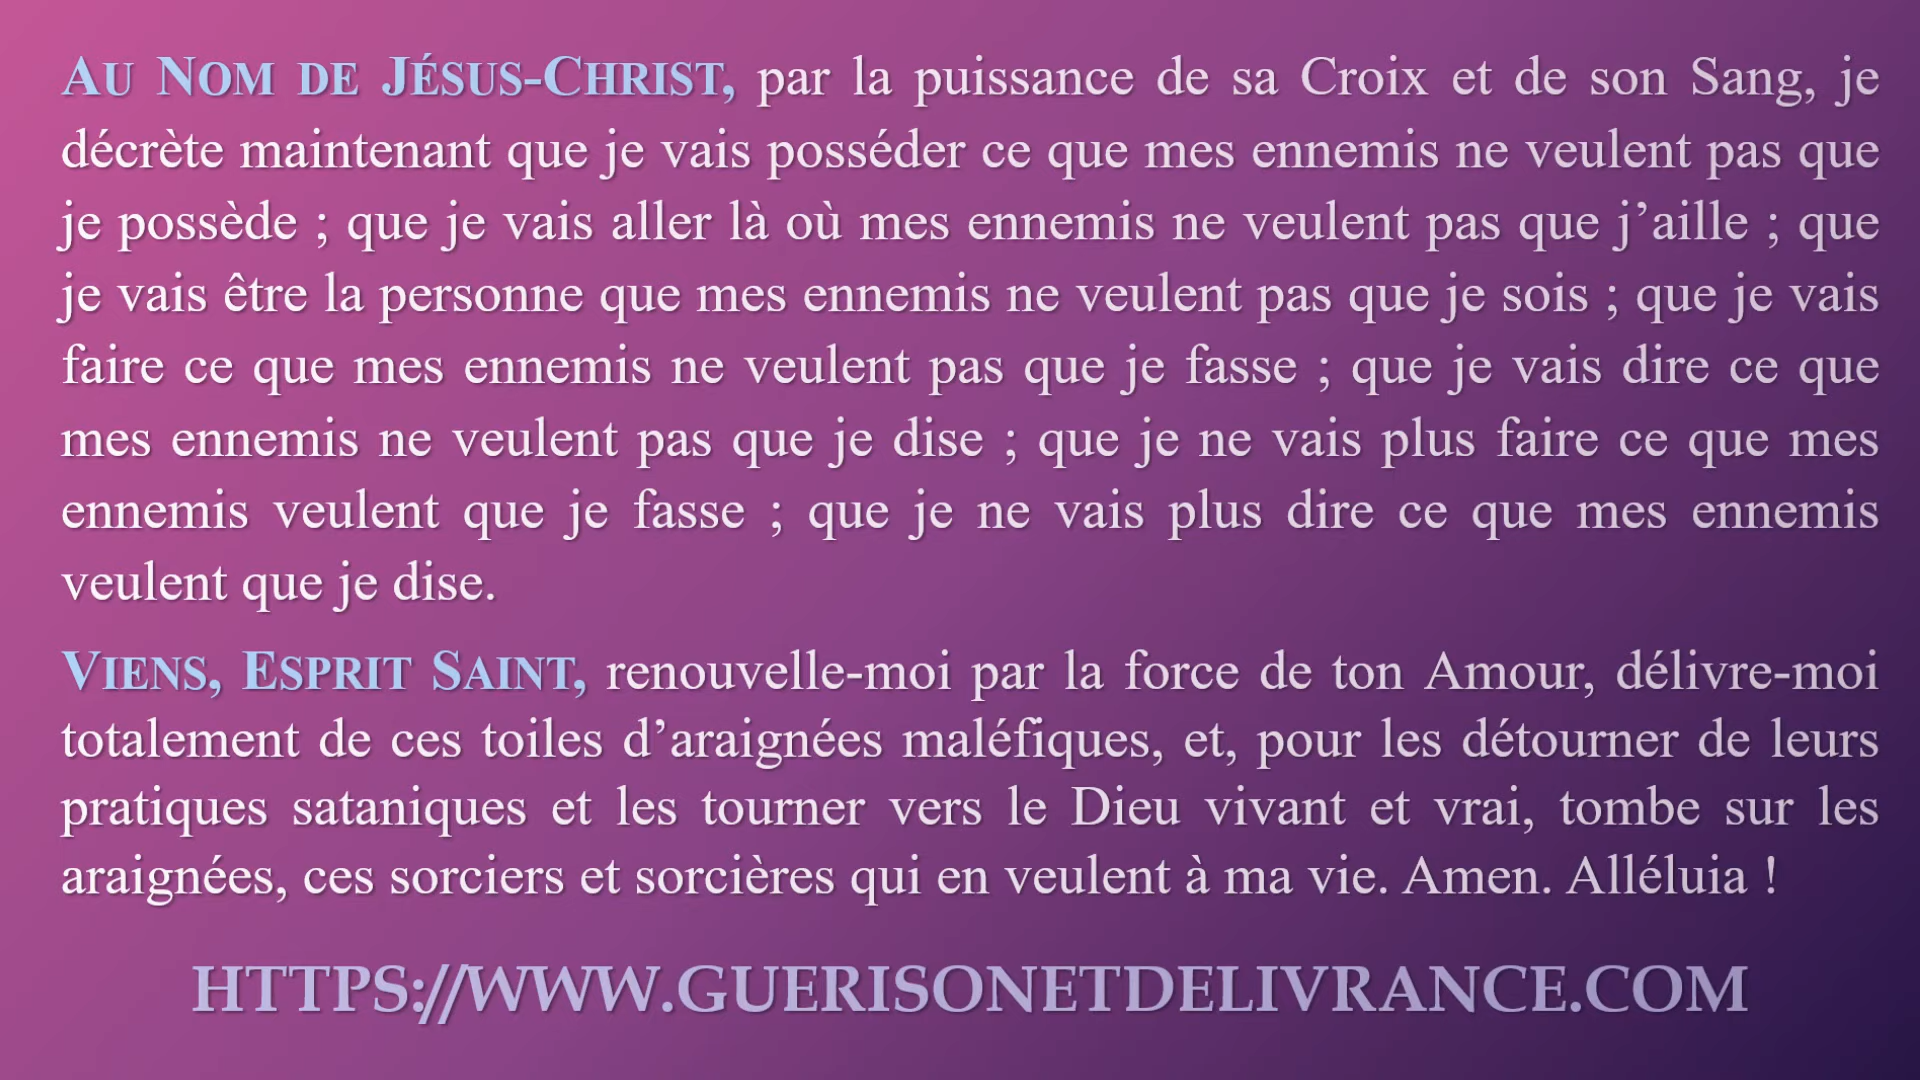 AU NOM DE JÉSUS-CHRIST, par la puissance de sa Croix et de son Sang, je
décrète maintenant que je vais posséder ce que mes ennemis ne veulent pas que
je possède ; que je vais aller là où mes ennemis ne veulent pas que j’aille ; que
je vais être la personne que mes ennemis ne veulent pas que je sois ; que je vais
faire ce que mes ennemis ne veulent pas que je fasse ; que je vais dire ce que
mes ennemis ne veulent pas que je dise ; que je ne vais plus faire ce que mes
ennemis veulent que je fasse ; que je ne vais plus dire ce que mes ennemis
veulent que je dise.
VIENS, ESPRIT SAINT, renouvelle-moi par la force de ton Amour, délivre-moi
totalement de ces toiles d’araignées maléfiques, et, pour les détourner de leurs
pratiques sataniques et les tourner vers le Dieu vivant et vrai, tombe sur les
araignées, ces sorciers et sorcières qui en veulent à ma vie. Amen. Alléluia !
HTTPS://WWW.GUERISONETDELIVRANCE.COM